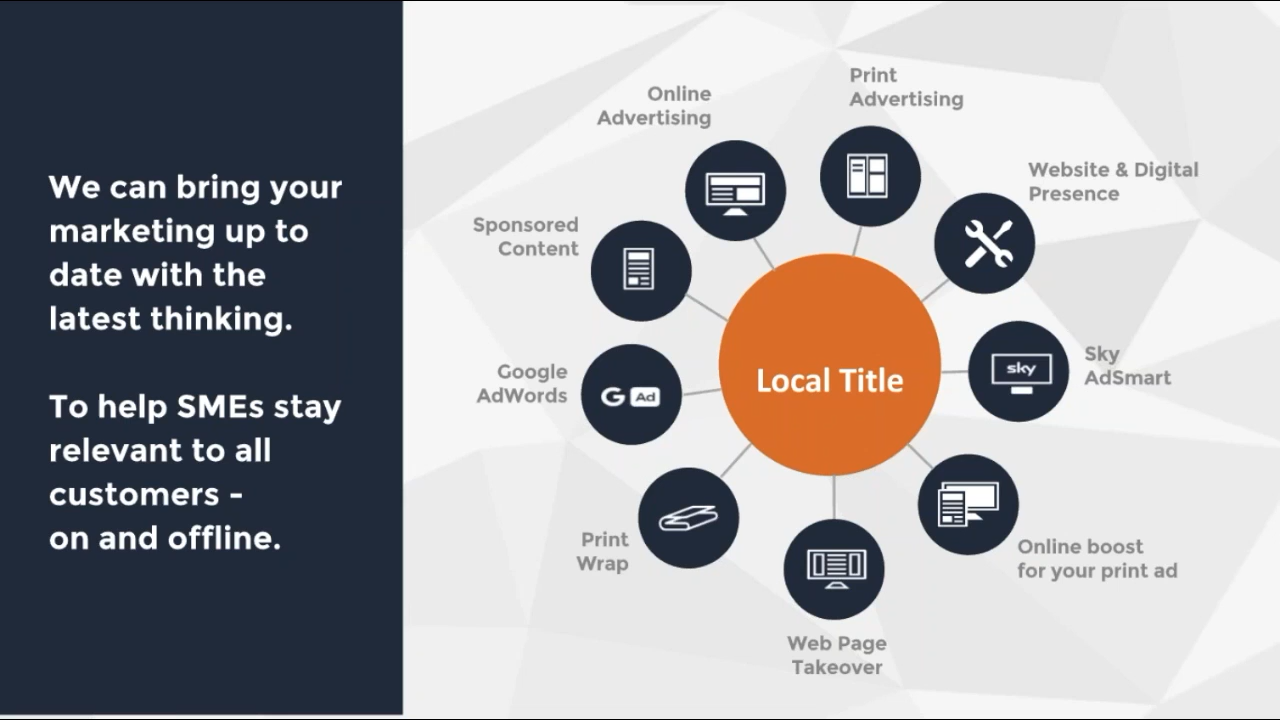 We can bring your
marketing up to
date with the
latest thinking.
To help SMEs stay
relevant to all
customers -
on and offline.
Print
Advertising
Online
Advertising
Website & Digital
Presence
Sponsored
Content
Sky
AdSmart
sky
Google
AdWords
G Ad
Local Title
Print
Wrap
Online boost
for your print ad
Web Page
Takeover